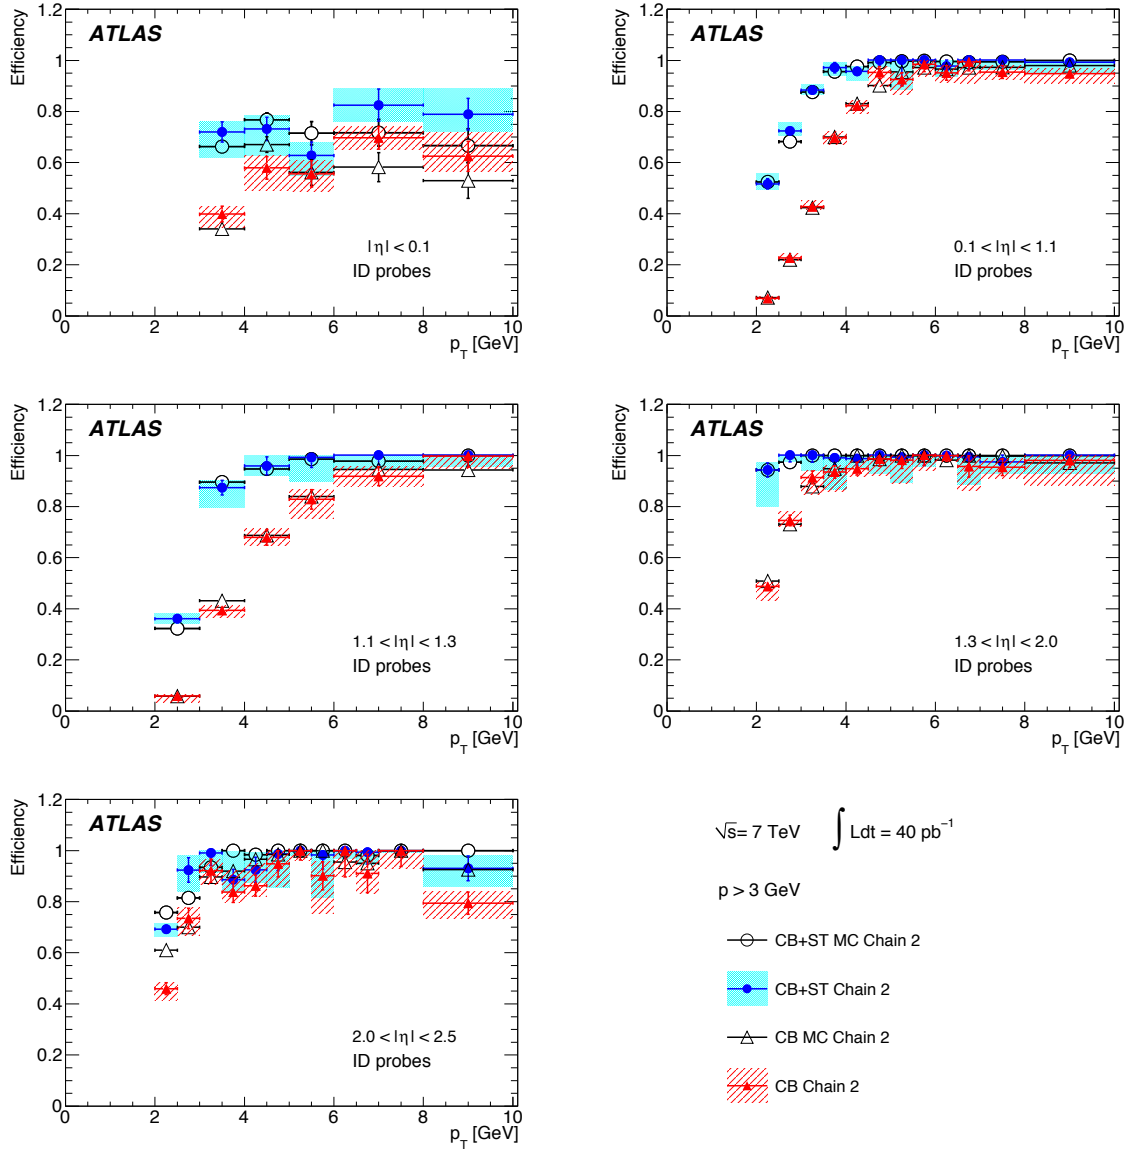 Efficiency
1.2
1
0.8
0.6
0.4
0.2
0
ATLAS
|η| < 0.1
ID probes
0 2 4 6 8 10
p_T [GeV]
Efficiency
1.2
1
0.8
0.6
0.4
0.2
0
ATLAS
0.1 < |η| < 1.1
ID probes
0 2 4 6 8 10
p_T [GeV]
Efficiency
1.2
1
0.8
0.6
0.4
0.2
0
ATLAS
1.1 < |η| < 1.3
ID probes
0 2 4 6 8 10
p_T [GeV]
Efficiency
1.2
1
0.8
0.6
0.4
0.2
0
ATLAS
1.3 < |η| < 2.0
ID probes
0 2 4 6 8 10
p_T [GeV]
Efficiency
1.2
1
0.8
0.6
0.4
0.2
0
ATLAS
2.0 < |η| < 2.5
ID probes
0 2 4 6 8 10
p_T [GeV]
√s= 7 TeV ∫ Ldt = 40 pb⁻¹
p > 3 GeV
CB+ST MC Chain 2
CB+ST Chain 2
CB MC Chain 2
CB Chain 2